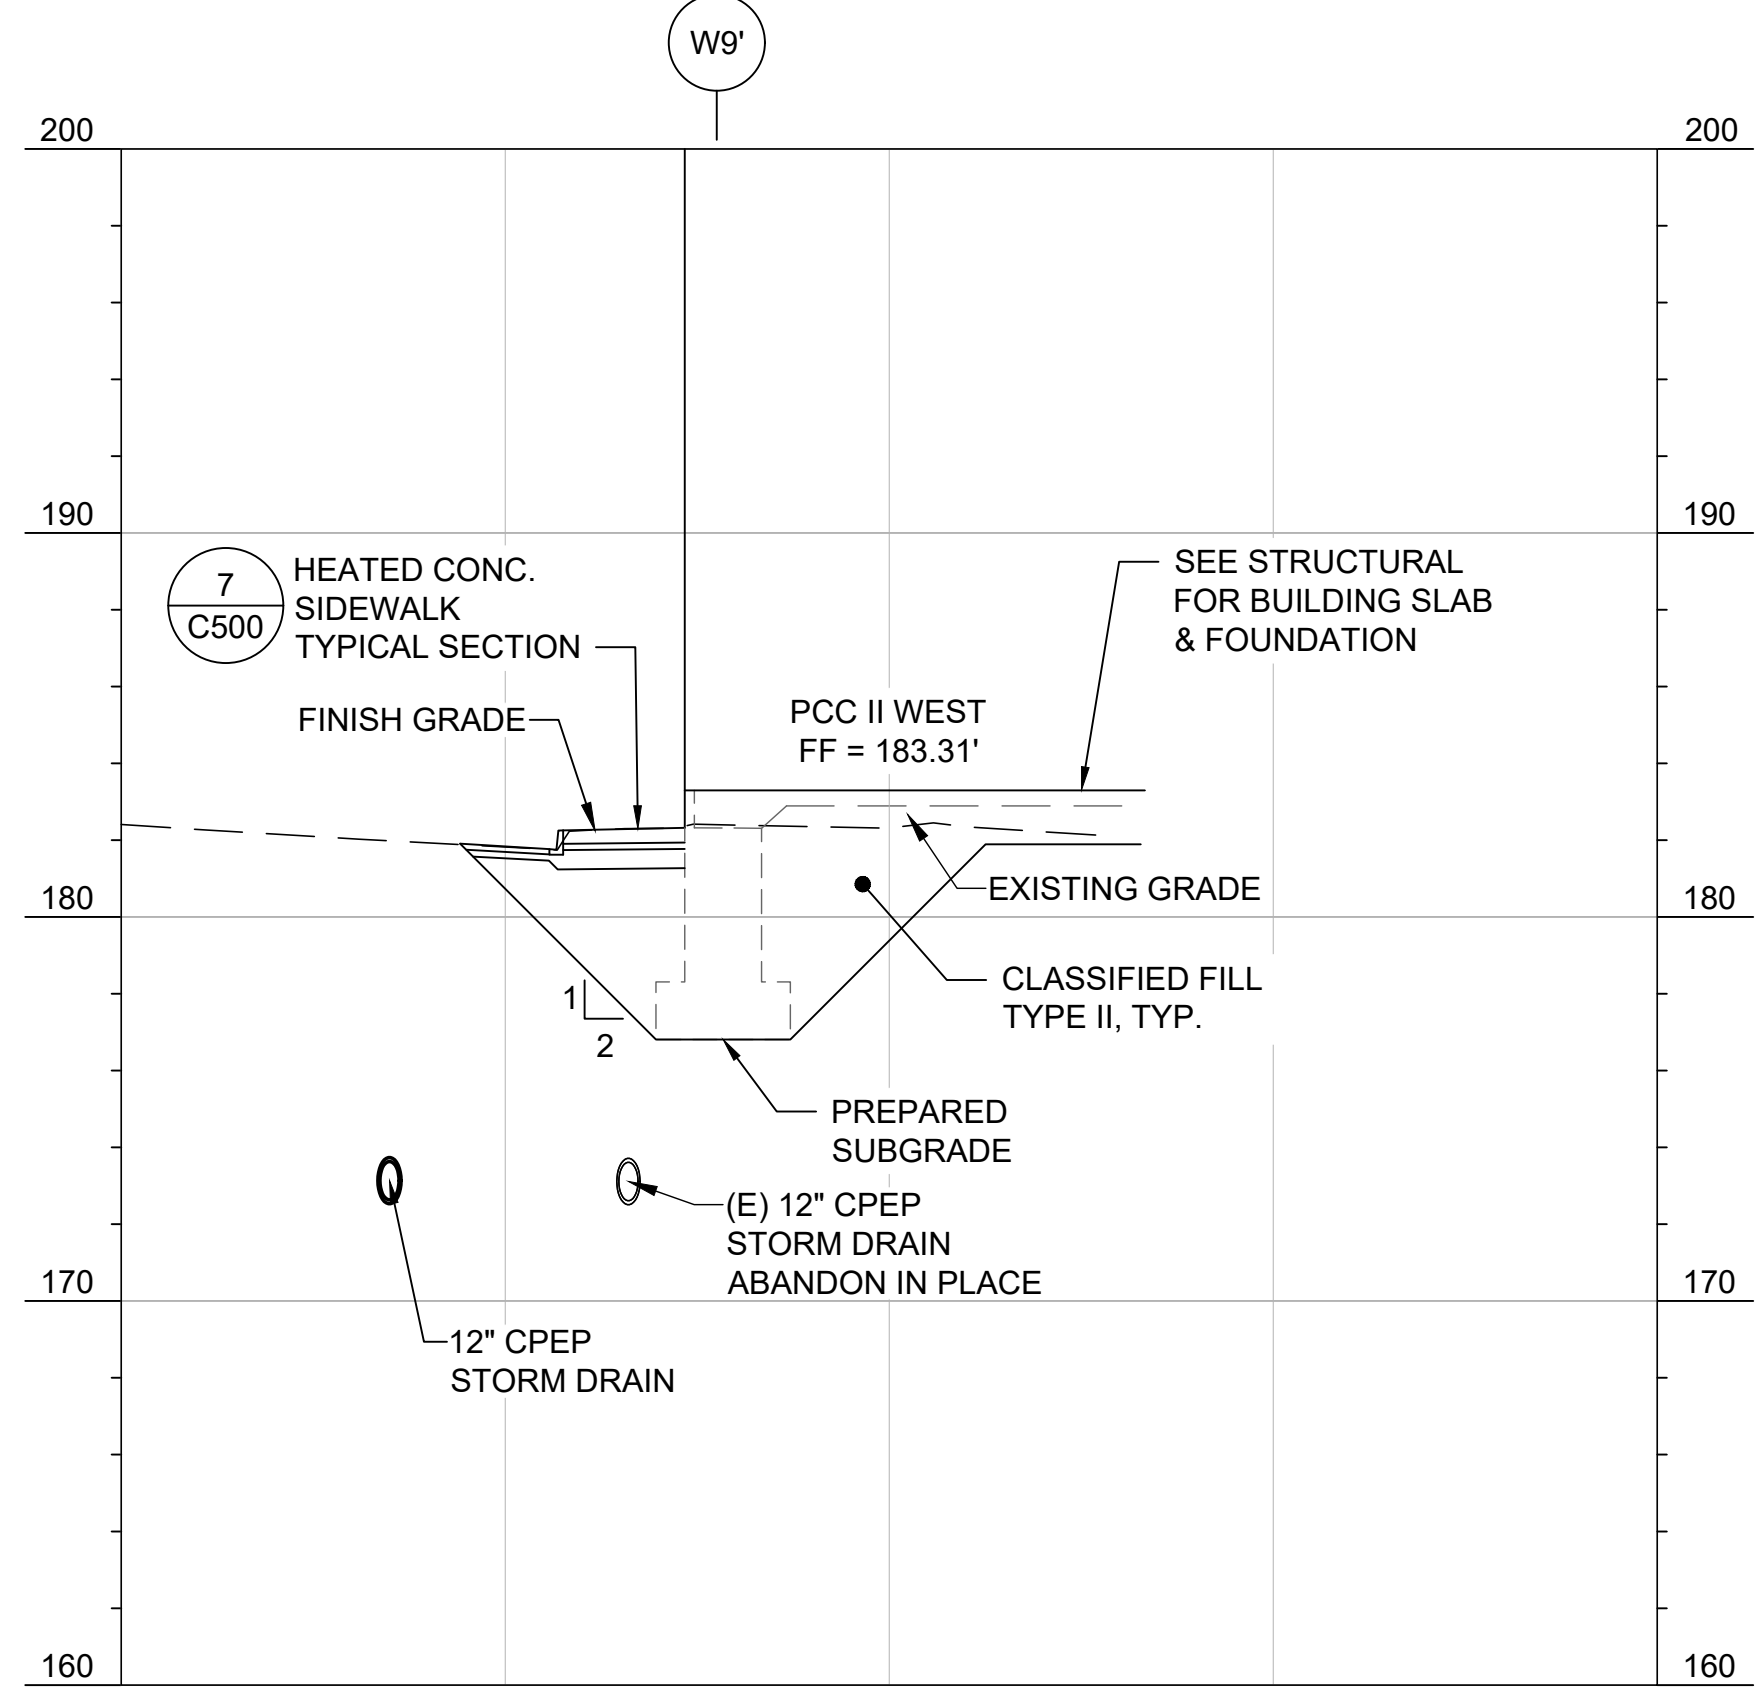 W9'
200
200
190
190
7
C500
HEATED CONC.
SIDEWALK
TYPICAL SECTION
SEE STRUCTURAL
FOR BUILDING SLAB
& FOUNDATION
FINISH GRADE
PCC II WEST
FF = 183.31'
EXISTING GRADE
180
180
CLASSIFIED FILL
TYPE II, TYP.
1
2
PREPARED
SUBGRADE
(E) 12" CPEP
STORM DRAIN
ABANDON IN PLACE
170
170
12" CPEP
STORM DRAIN
160
160